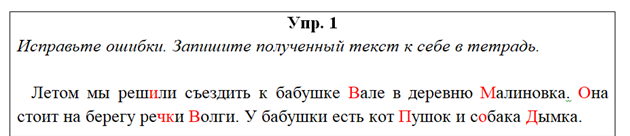 Упр. 1
Исправьте ошибки. Запишите полученный текст к себе в тетрадь.
Летом мы решили съездить к бабушке Вале в деревню Малиновка. Она
стоит на берегу речки Волги. У бабушки есть кот Пушок и собака Дымка.